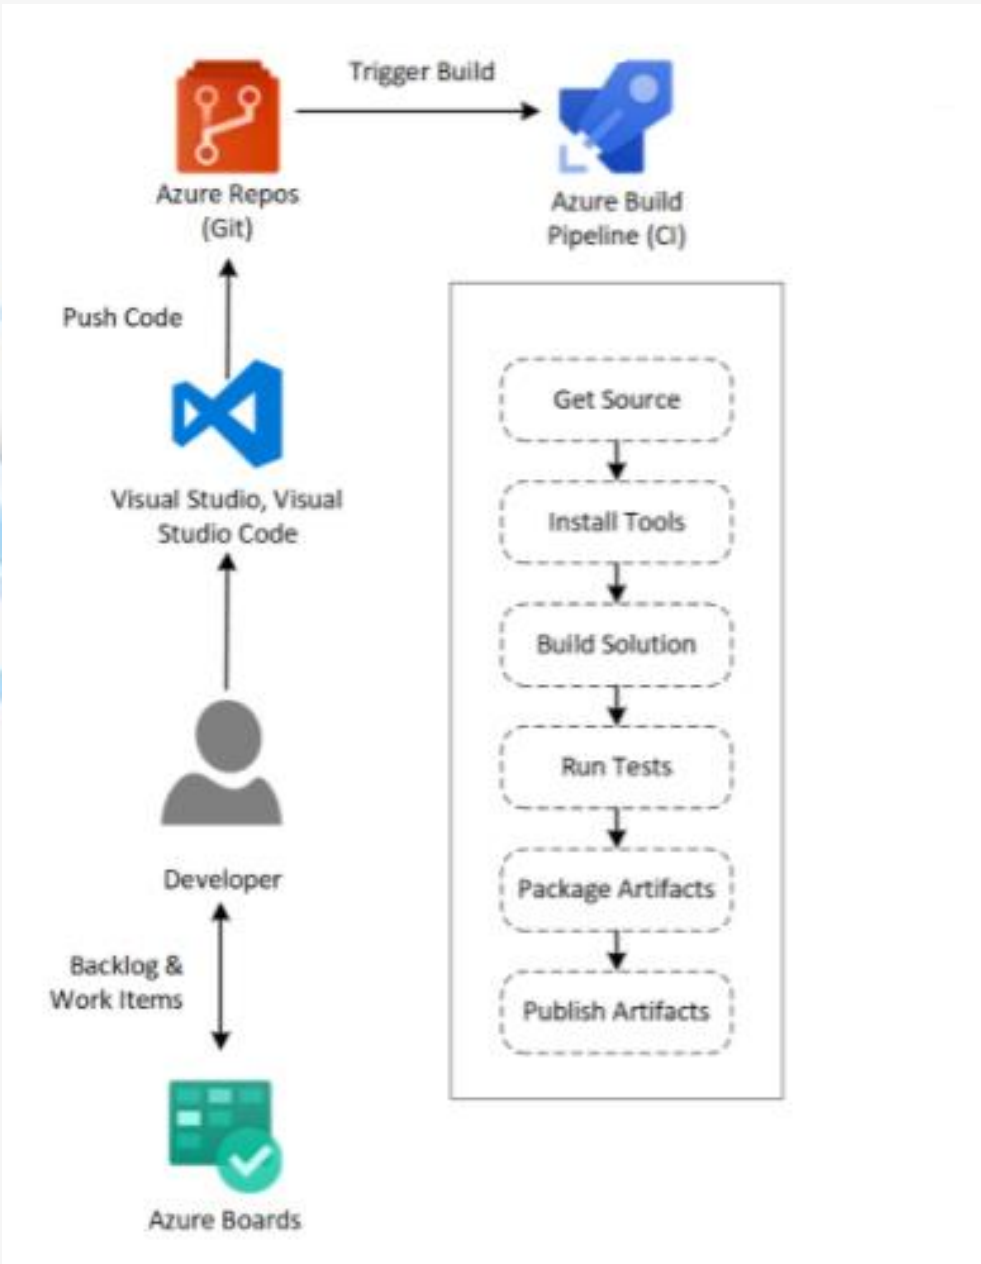 Trigger Build
Azure Repos
(Git)
Azure Build
Pipeline (CI)
Push Code
Visual Studio, Visual
Studio Code
Developer
Backlog &
Work Items
Azure Boards
Get Source
Install Tools
Build Solution
Run Tests
Package Artifacts
Publish Artifacts